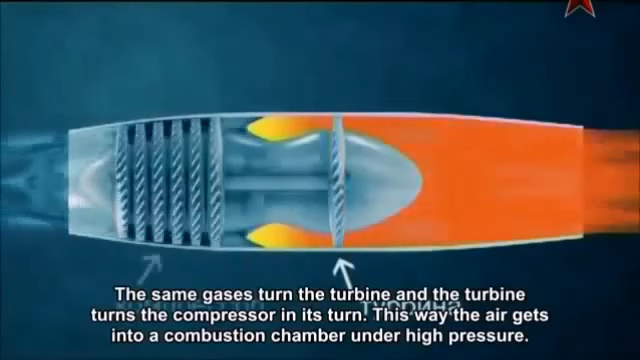 The same gases turn the turbine and the turbine
turns the compressor in its turn. This way the air gets
into a combustion chamber under high pressure.